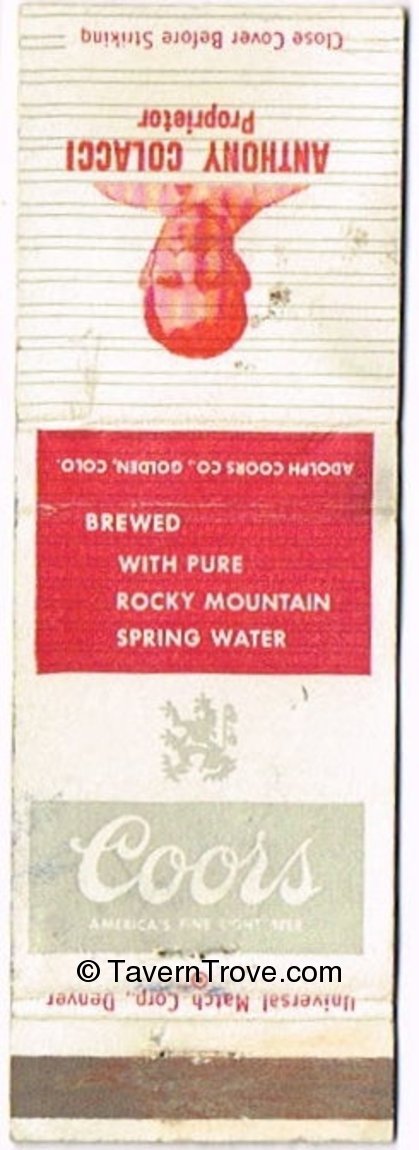 Close Cover Before Striking
Proprietor
ANTHONY COLACCI
ADOLPH COORS CO., GOLDEN, COLO.
BREWED
WITH PURE
ROCKY MOUNTAIN
SPRING WATER
Coors
AMERICA'S FINE LIGHT BEER
© TavernTrove.com
Universal Match Corp., Denver